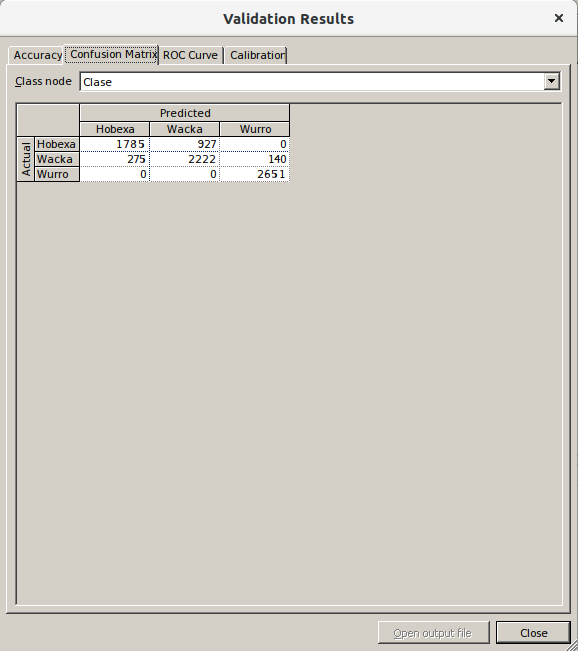 Validation Results
Accuracy Confusion Matrix ROC Curve Calibration
Class node Clase
Predicted
Hobexa Wacka Wurro
Actual
Hobexa 1785 927 0
Wacka 275 2222 140
Wurro 0 0 2651
Open output file Close